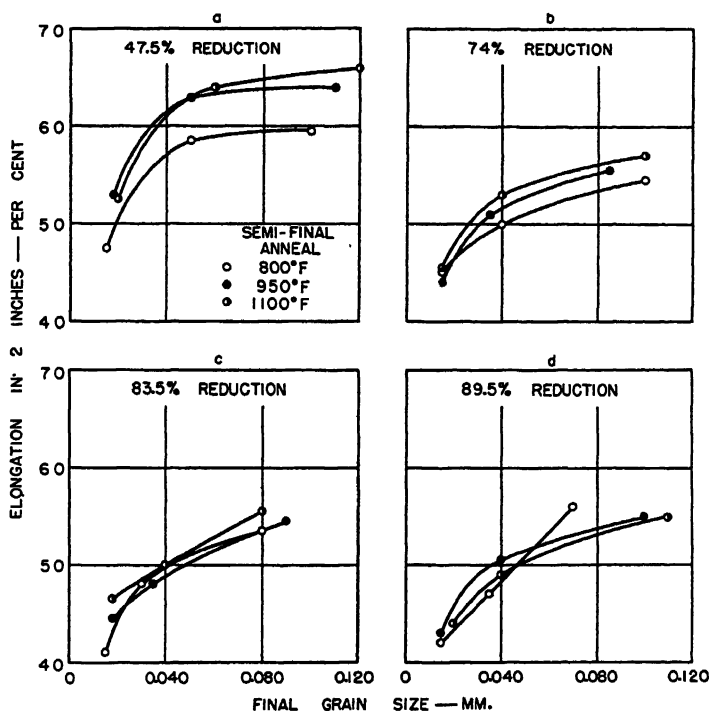 a
47.5% REDUCTION
b
74% REDUCTION
70
60
50
40
SEMI-FINAL
ANNEAL
800°F
950°F
1100°F
c
83.5% REDUCTION
d
89.5% REDUCTION
70
60
50
40
0 0.040 0.080 0.120
0 0.040 0.080 0.120
ELONGATION IN 2 INCHES — PER CENT
FINAL GRAIN SIZE — MM.